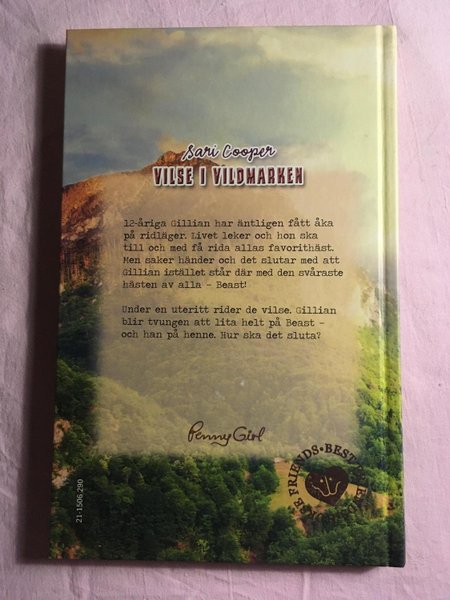 Sari Cooper
VILSE I VILDMARKEN
12-åriga Gillian har äntligen fått åka
på ridläger. Livet leker och hon ska
till och med få rida allas favorithäst.
Men saker händer och det slutar med att
Gillian istället står där med den svåraste
hästen av alla – Beast!
Under en uteritt rider de vilse. Gillian
blir tvungen att lita helt på Beast –
och han på henne. Hur ska det sluta?
Penny Girl
FRIENDS • BEST
21-1506.290